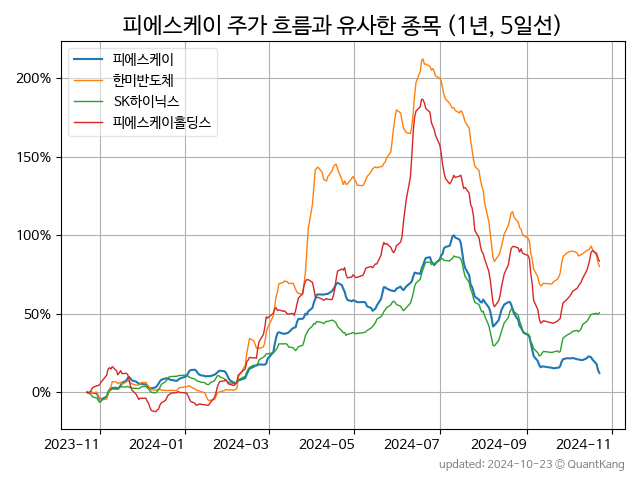 피에스케이 주가 흐름과 유사한 종목 (1년, 5일선)
피에스케이
한미반도체
SK하이닉스
피에스케이홀딩스
200%
150%
100%
50%
0%
2023-11 2024-01 2024-03 2024-05 2024-07 2024-09 2024-11
updated: 2024-10-23 ⓒ QuantKang